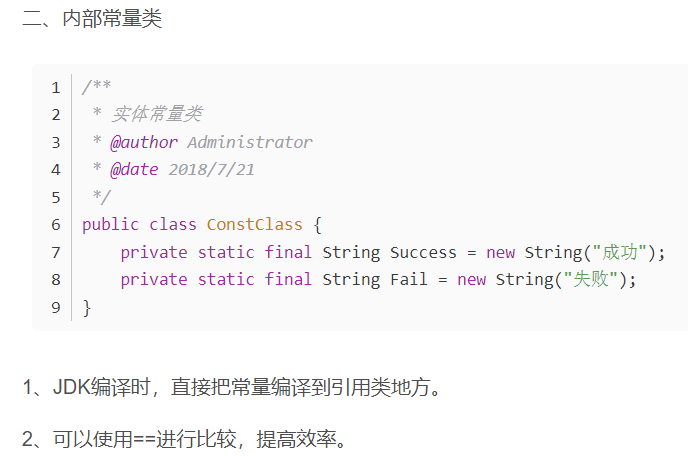 二、内部常量类
1 /**
2 * 实体常量类
3 * @author Administrator
4 * @date 2018/7/21
5 */
6 public class ConstClass {
7 private static final String Success = new String("成功");
8 private static final String Fail = new String("失败");
9 }
1、JDK编译时，直接把常量编译到引用类地方。
2、可以使用==进行比较，提高效率。